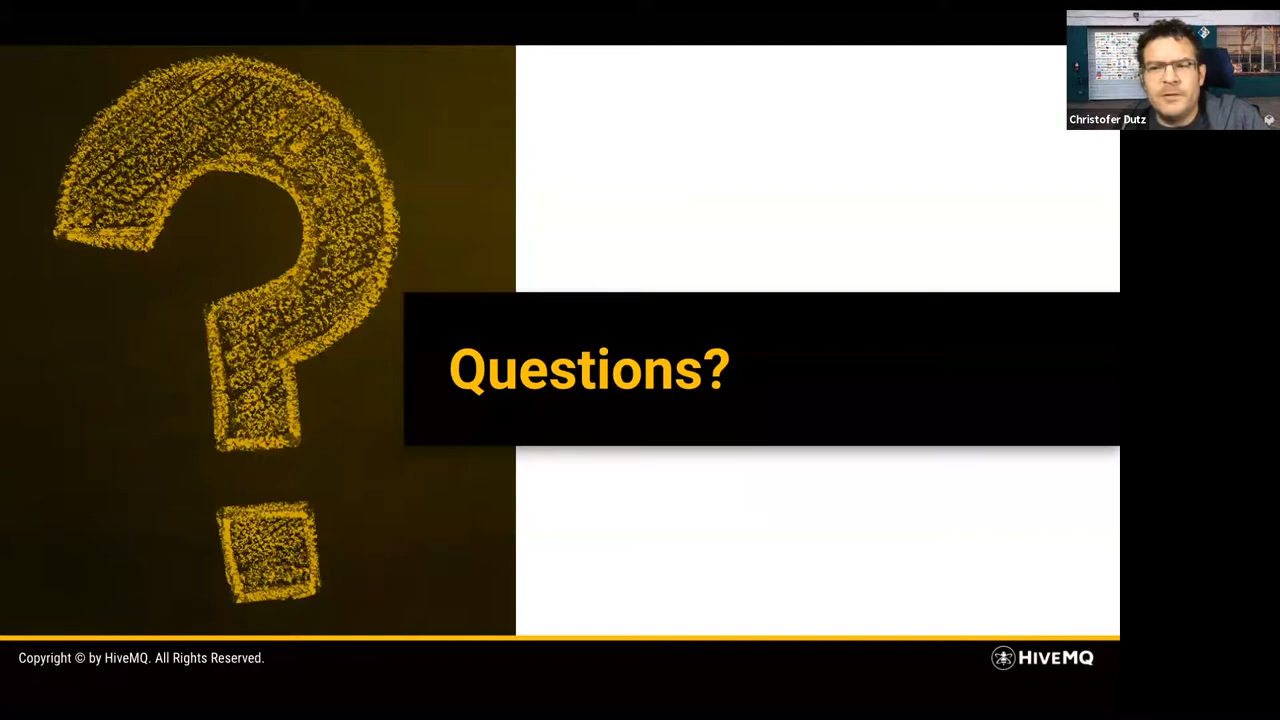 Christofer Dutz
Questions?
Copyright © by HiveMQ. All Rights Reserved.
HIVEMQ